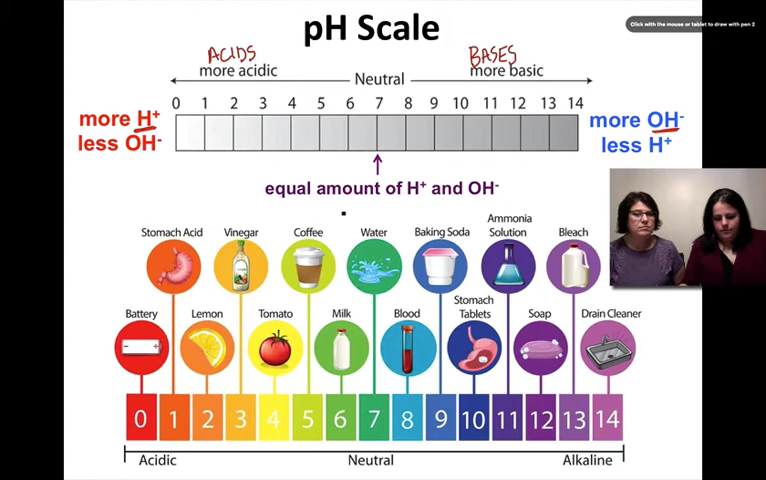 Click with the mouse or tablet to draw with pen 2
pH Scale
ACIDS BASES
more acidic Neutral more basic
0 1 2 3 4 5 6 7 8 9 10 11 12 13 14
more H+ more OH-
less OH- less H+
equal amount of H+ and OH-
Stomach Acid Vinegar Coffee Water Baking Soda Ammonia Solution Bleach
Battery Lemon Tomato Milk Blood Stomach Tablets Soap Drain Cleaner
0 1 2 3 4 5 6 7 8 9 10 11 12 13 14
Acidic Neutral Alkaline